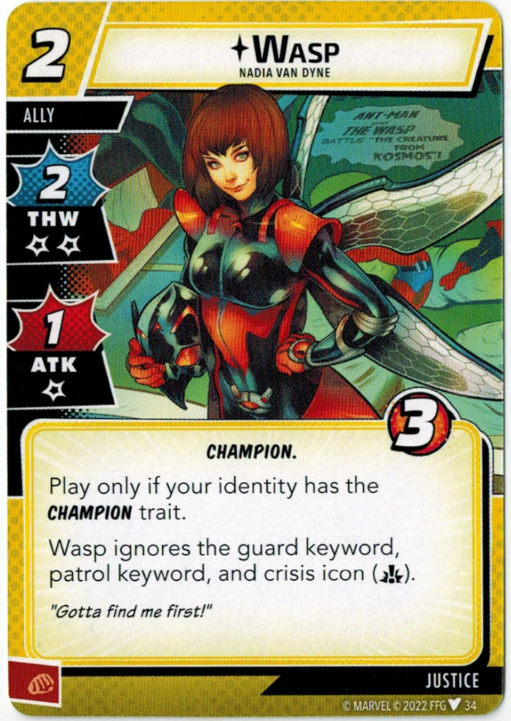 2
WASP
NADIA VAN DYNE
ALLY
ANT-MAN
AND
THE WASP
BATTLE "THE CREATURE
FROM
KOSMOS"!
2
THW
1
ATK
3
CHAMPION.
Play only if your identity has the
CHAMPION trait.
Wasp ignores the guard keyword,
patrol keyword, and crisis icon ( ).
"Gotta find me first!"
JUSTICE
© MARVEL © 2022 FFG 34